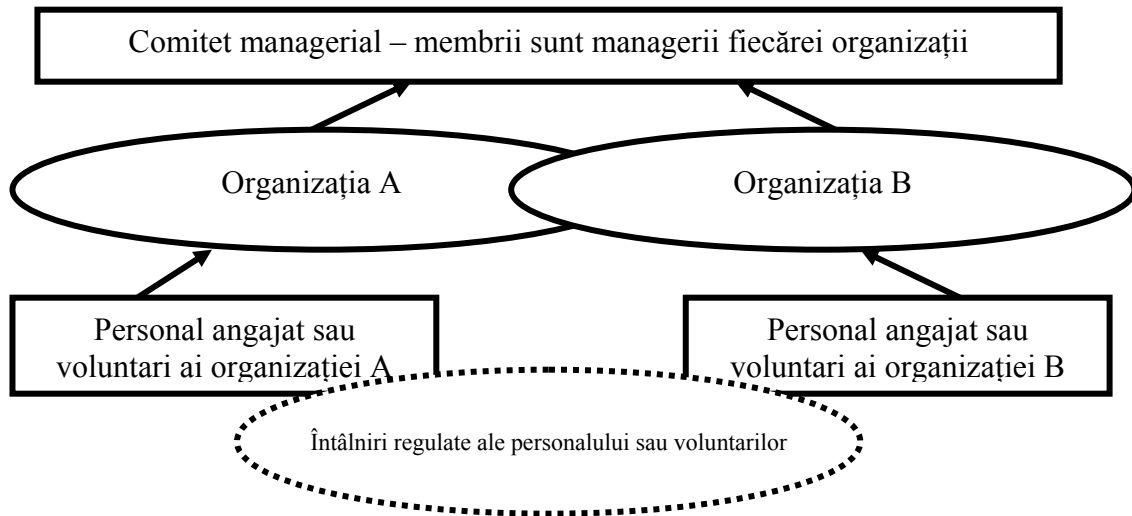 Comitet managerial – membrii sunt managerii fiecărei organizații
Organizația A
Organizația B
Personal angajat sau
voluntari ai organizației A
Personal angajat sau
voluntari ai organizației B
Întâlniri regulate ale personalului sau voluntarilor